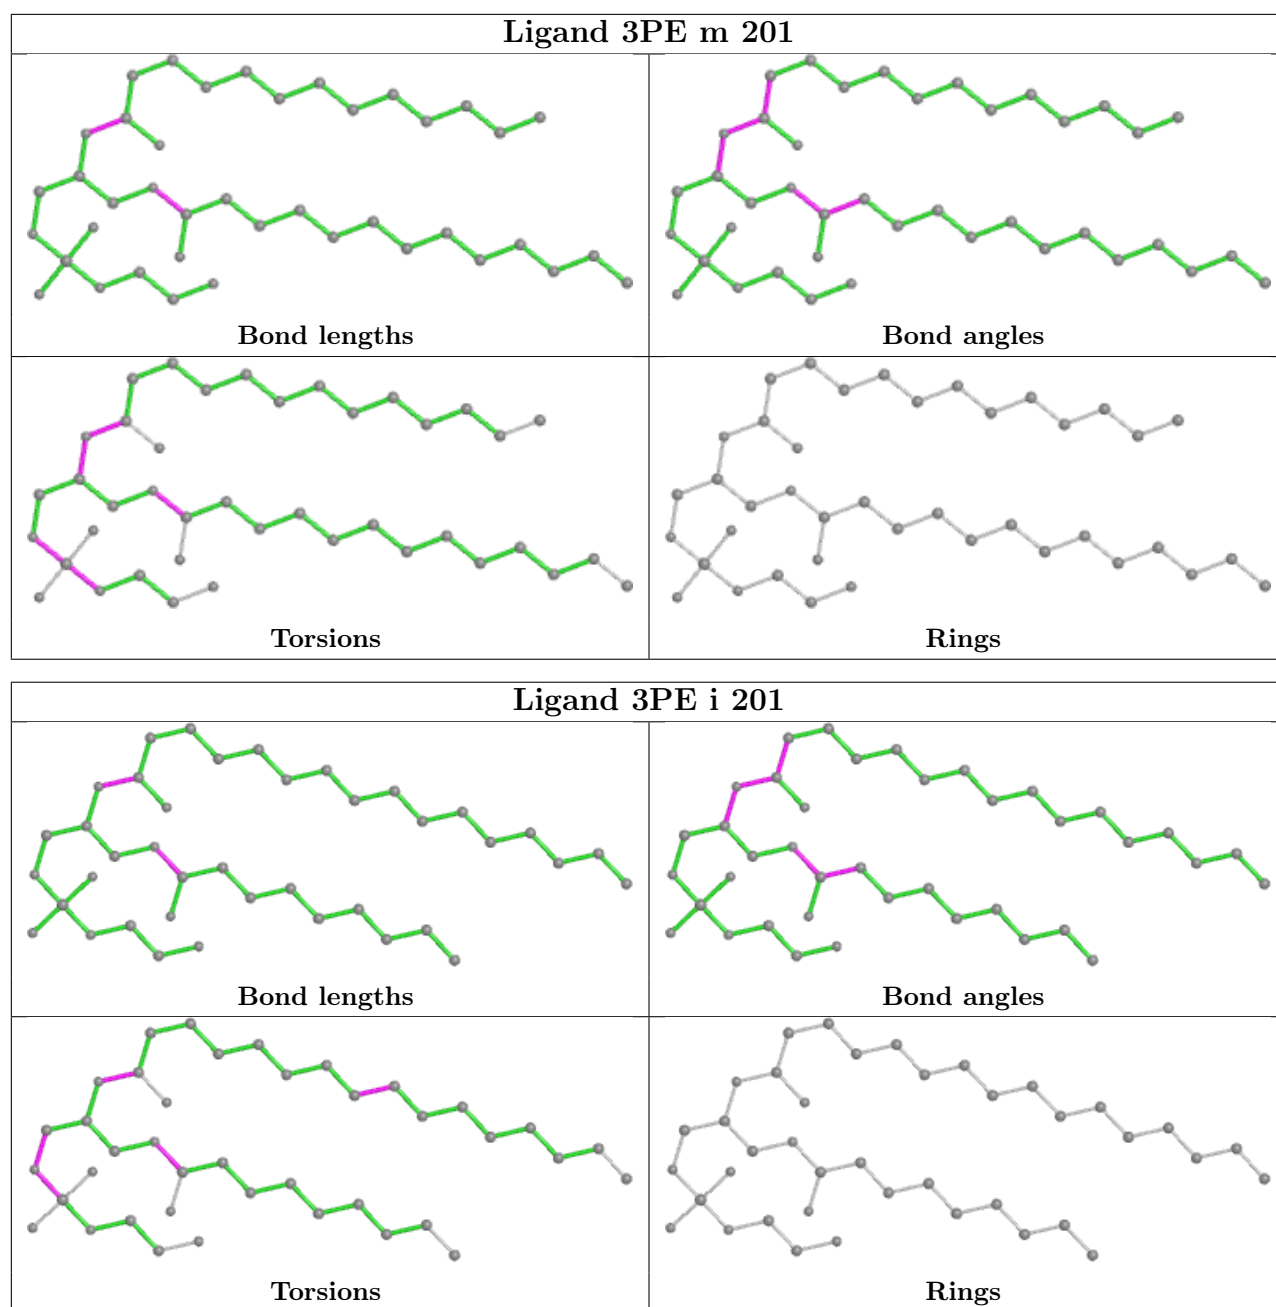 Ligand 3PE m 201
Bond lengths
Bond angles
Torsions
Rings
Ligand 3PE i 201
Bond lengths
Bond angles
Torsions
Rings